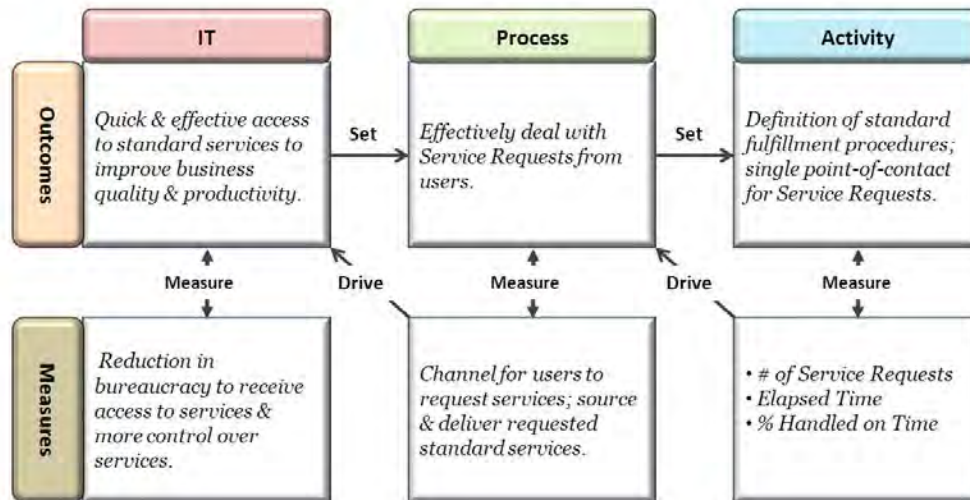 IT
Process
Activity
Outcomes
Quick & effective access
to standard services to
improve business
quality & productivity.
Set
Effectively deal with
Service Requests from
users.
Set
Definition of standard
fulfillment procedures;
single point-of-contact
for Service Requests.
Measure
Drive
Measure
Drive
Measure
Measures
Reduction in
bureaucracy to receive
access to services &
more control over
services.
Channel for users to
request services; source
& deliver requested
standard services.
• # of Service Requests
• Elapsed Time
• % Handled on Time